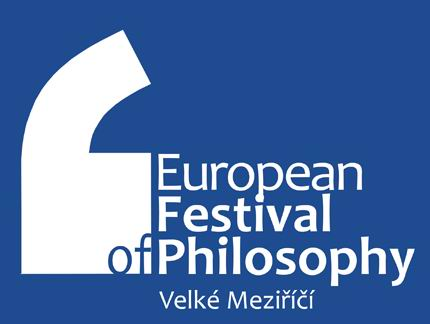 European
Festival
of Philosophy
Velké Meziříčí